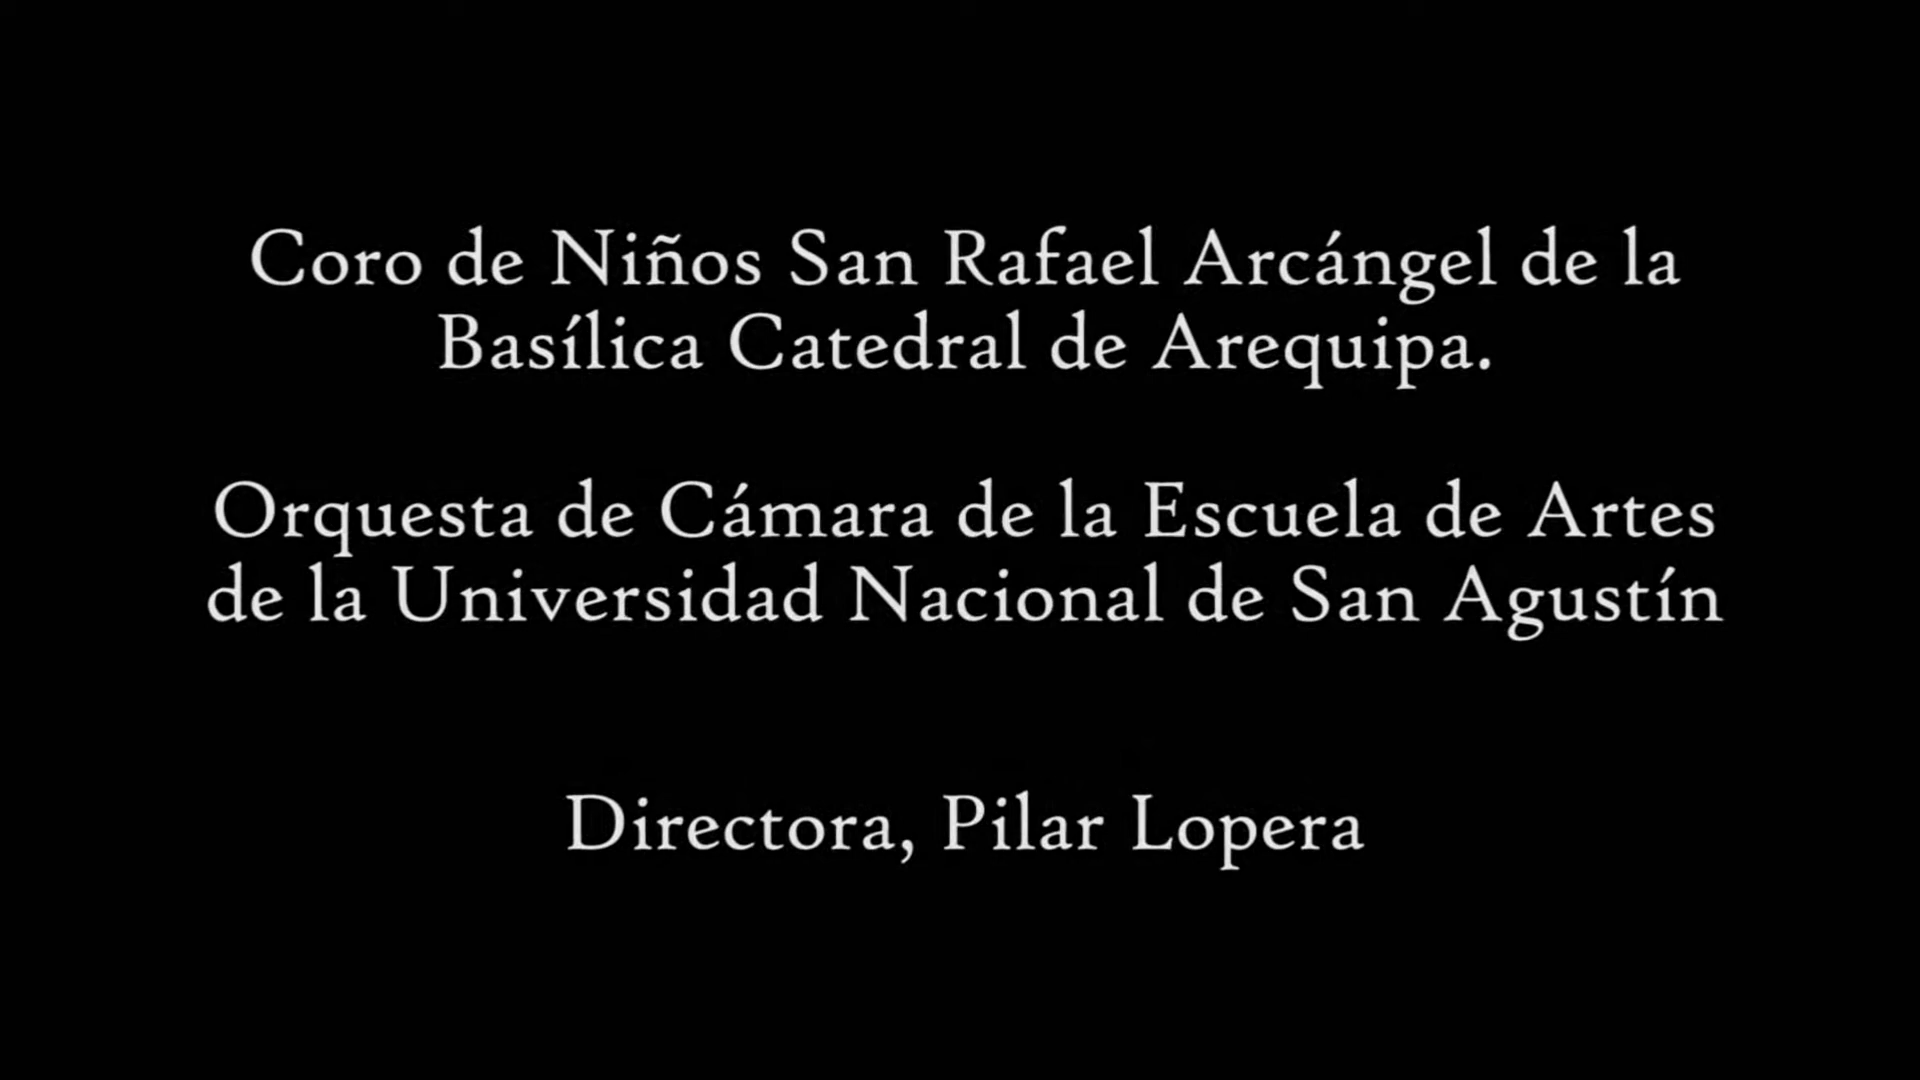 Coro de Niños San Rafael Arcángel de la
Basílica Catedral de Arequipa.
Orquesta de Cámara de la Escuela de Artes
de la Universidad Nacional de San Agustín
Directora, Pilar Lopera